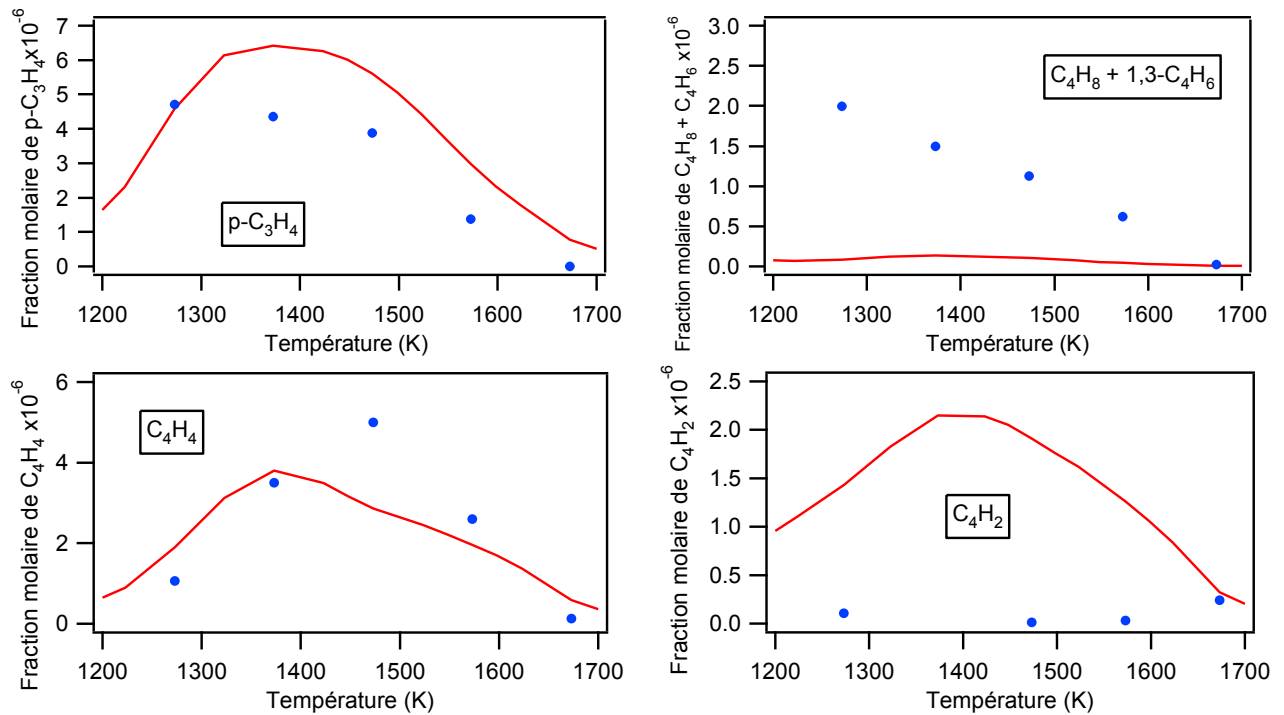 Fraction molaire de p-C₃H₄x10⁻⁶
7
6
5
4
3
2
1
0
p-C₃H₄
1200 1300 1400 1500 1600 1700
Température (K)
Fraction molaire de C₄H₈ + C₄H₆ x10⁻⁶
3.0
2.5
2.0
1.5
1.0
0.5
0.0
C₄H₈ + 1,3-C₄H₆
1200 1300 1400 1500 1600 1700
Température (K)
Fraction molaire de C₄H₄ x10⁻⁶
6
4
2
0
C₄H₄
1200 1300 1400 1500 1600 1700
Température (K)
Fraction molaire de C₄H₂ x10⁻⁶
2.5
2.0
1.5
1.0
0.5
0.0
C₄H₂
1200 1300 1400 1500 1600 1700
Température (K)